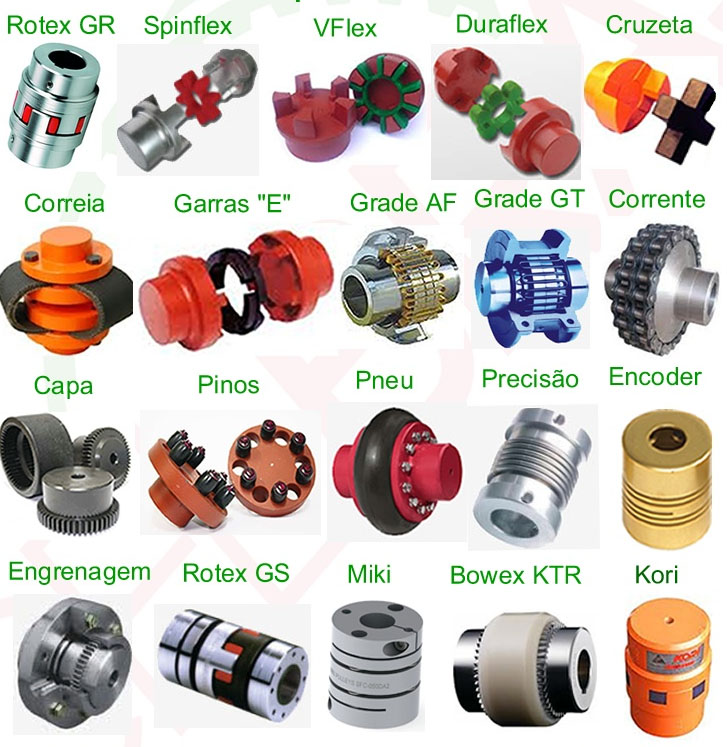 Rotex GR Spinflex VFlex Duraflex Cruzeta
Correia Garras "E" Grade AF Grade GT Corrente
Capa Pinos Pneu Precisão Encoder
Engrenagem Rotex GS Miki Bowex KTR Kori
KORI